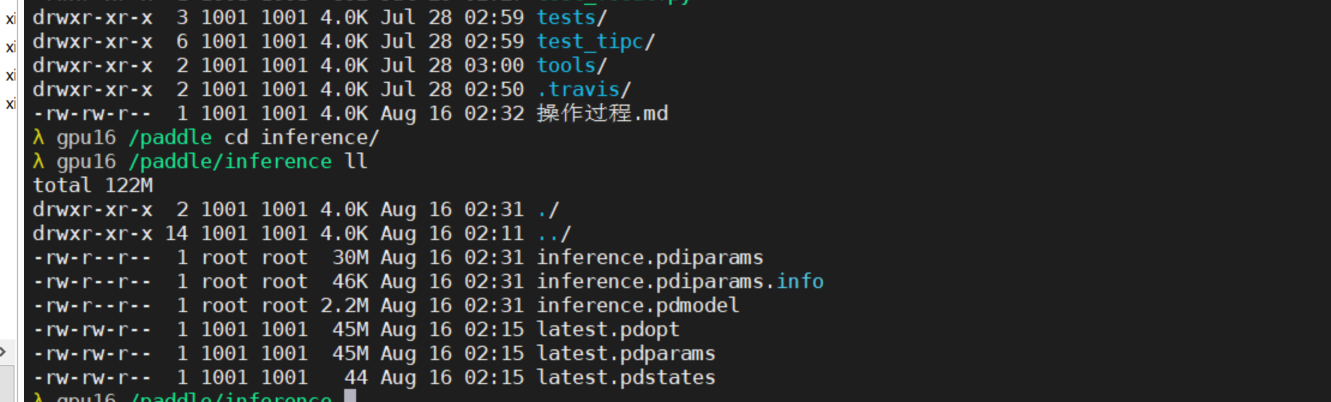 xi
xi
xi
xi
drwxr-xr-x  3 1001 1001 4.0K Jul 28 02:59 tests/
drwxr-xr-x  6 1001 1001 4.0K Jul 28 02:59 test_tipc/
drwxr-xr-x  2 1001 1001 4.0K Jul 28 03:00 tools/
drwxr-xr-x  2 1001 1001 4.0K Jul 28 02:50 .travis/
-rw-rw-r--  1 1001 1001 4.0K Aug 16 02:32 操作过程.md
λ gpu16 /paddle cd inference/
λ gpu16 /paddle/inference ll
total 122M
drwxr-xr-x  2 1001 1001 4.0K Aug 16 02:31 ./
drwxr-xr-x 14 1001 1001 4.0K Aug 16 02:11 ../
-rw-r--r--  1 root root  30M Aug 16 02:31 inference.pdiparams
-rw-r--r--  1 root root  46K Aug 16 02:31 inference.pdiparams.info
-rw-r--r--  1 root root 2.2M Aug 16 02:31 inference.pdmodel
-rw-rw-r--  1 1001 1001  45M Aug 16 02:15 latest.pdopt
-rw-rw-r--  1 1001 1001  45M Aug 16 02:15 latest.pdparams
-rw-rw-r--  1 1001 1001   44 Aug 16 02:15 latest.pdstates
λ gpu16 /paddle/inference